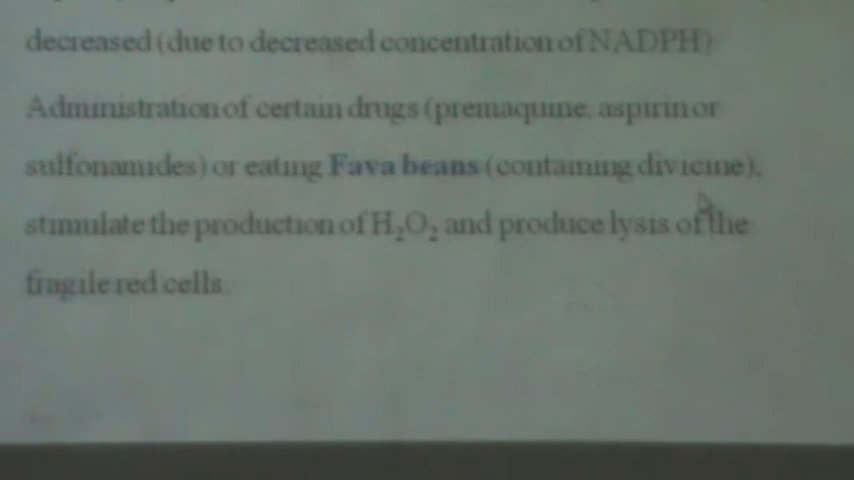 decreased (due to decreased concentration of NADPH)
Administration of certain drugs (premaquine, aspirin or
sulfonamides) or eating Fava beans (containing divicine),
stimulate the production of H₂O₂ and produce lysis of the
fragile red cells.